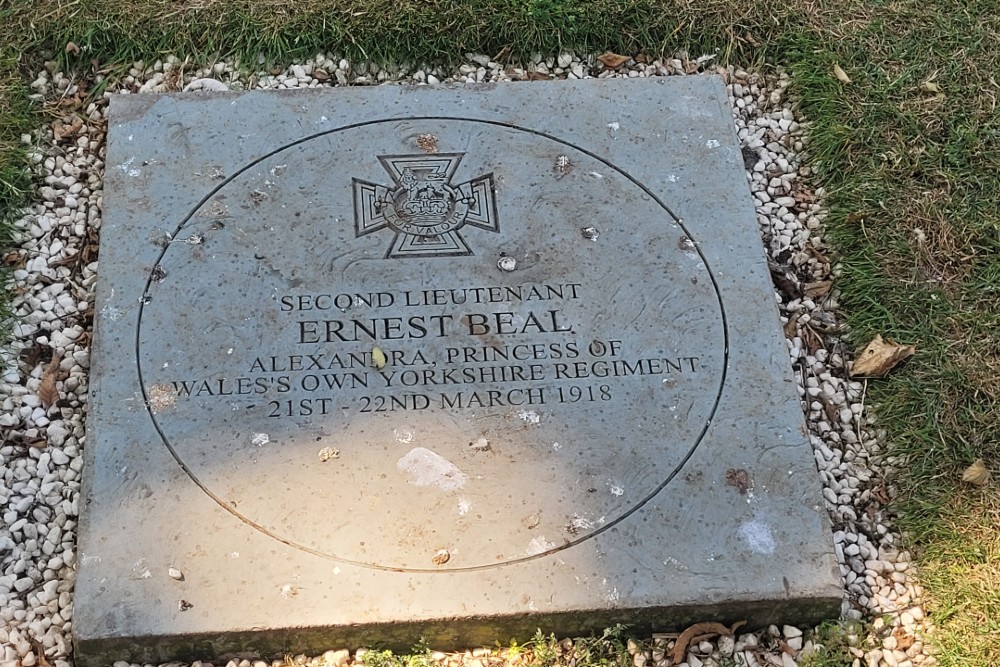 FOR VALOUR
SECOND LIEUTENANT
ERNEST BEAL
ALEXANDRA, PRINCESS OF
WALES'S OWN YORKSHIRE REGIMENT
21ST - 22ND MARCH 1918